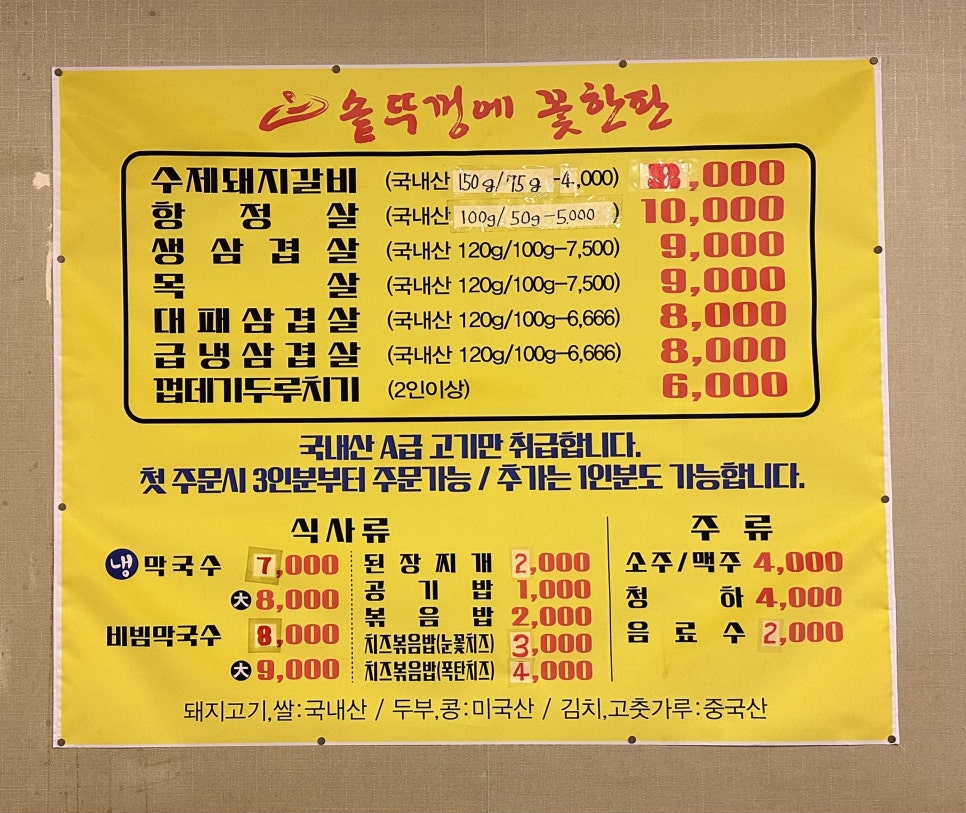 솥뚜껑에 꽃한판
수제돼지갈비 (국내산 150g/75g -4,000) 8,000
항정살 (국내산 100g/50g-5,000) 10,000
생삼겹살 (국내산 120g/100g-7,500) 9,000
목살 (국내산 120g/100g-7,500) 9,000
대패삼겹살 (국내산 120g/100g-6,666) 8,000
급냉삼겹살 (국내산 120g/100g-6,666) 8,000
껍데기두루치기 (2인이상) 6,000
국내산 A급 고기만 취급합니다.
첫 주문시 3인분부터 주문가능 / 추가는 1인분도 가능합니다.
식사류
냉 막국수 7,000
大 8,000
비빔막국수 8,000
大 9,000
된장찌개 2,000
공기밥 1,000
볶음밥 2,000
치즈볶음밥(눈꽃치즈) 3,000
치즈볶음밥(폭탄치즈) 4,000
주류
소주/맥주 4,000
청하 4,000
음료수 2,000
돼지고기,쌀:국내산 / 두부,콩:미국산 / 김치,고춧가루:중국산